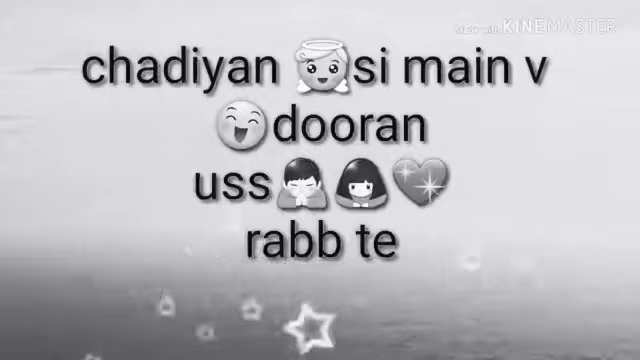 Made with KINEMASTER
chadiyan 😇si main v
😄dooran
uss🙏🙇💖
rabb te